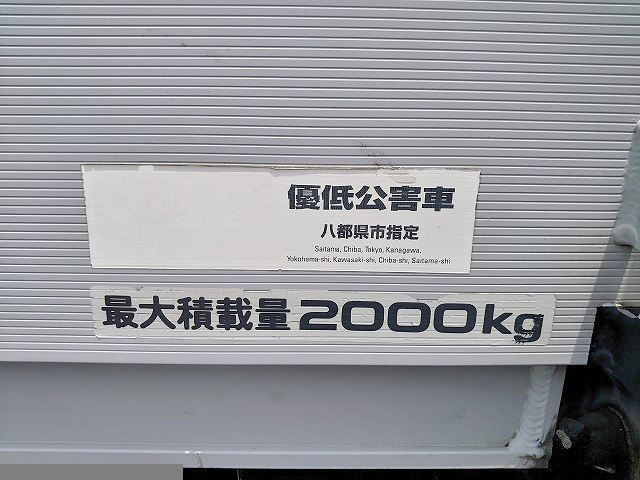 優低公害車
八都県市指定
Saitama, Chiba, Tokyo, Kanagawa,
Yokohama-shi, Kawasaki-shi, Chiba-shi, Saitama-shi
最大積載量 2000kg